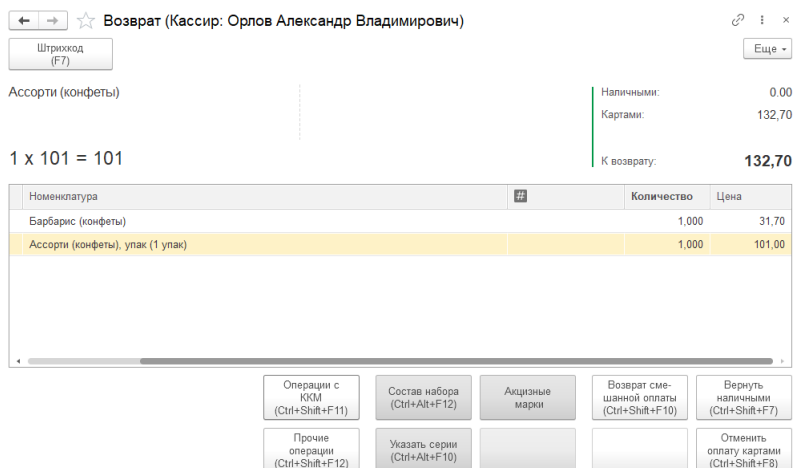 Возврат (Кассир: Орлов Александр Владимирович)
Штрихкод
(F7)
Еще
Ассорти (конфеты)
Наличными: 0.00
Картами: 132,70
1 x 101 = 101
К возврату: 132,70
Номенклатура # Количество Цена
Барбарис (конфеты) 1,000 31,70
Ассорти (конфеты), упак (1 упак) 1,000 101,00
Операции с
ККМ
(Ctrl+Shift+F11)
Состав набора
(Ctrl+Alt+F12)
Акцизные
марки
Возврат сме-
шанной оплаты
(Ctrl+Shift+F10)
Вернуть
наличными
(Ctrl+Shift+F7)
Прочие
операции
(Ctrl+Shift+F12)
Указать серии
(Ctrl+Alt+F10)
Отменить
оплату картами
(Ctrl+Shift+F8)